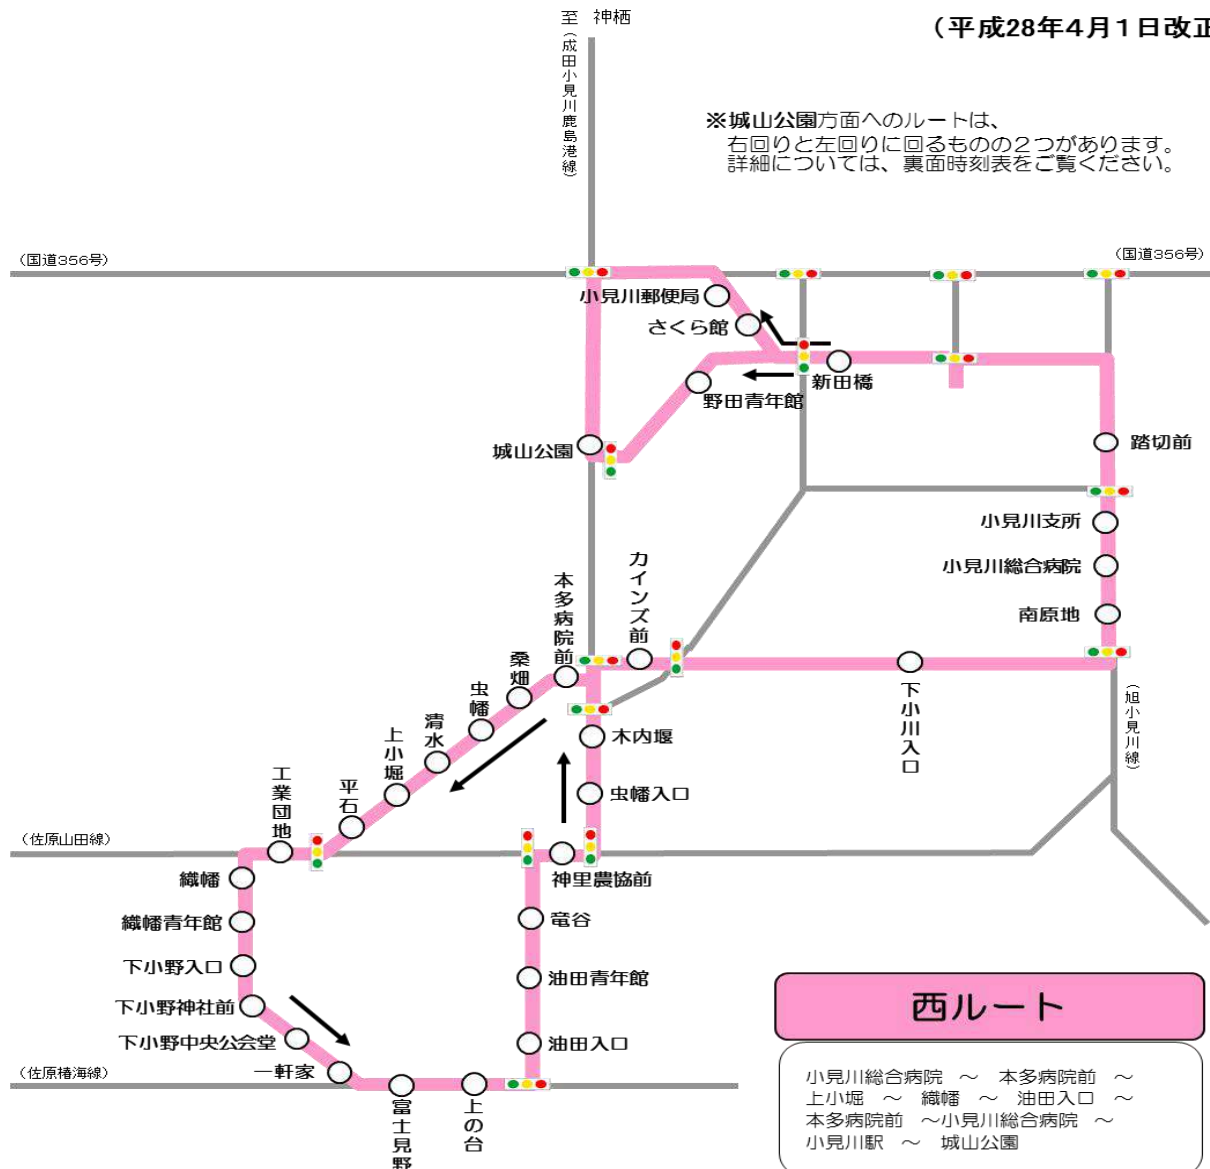 至 神栖
(成田小見川鹿島港線)
(平成28年4月1日改正
※城山公園方面へのルートは、
右回りと左回りに回るものの2つがあります。
詳細については、裏面時刻表をご覧ください。
(国道356号)
(国道356号)
小見川郵便局
さくら館
新田橋
野田青年館
城山公園
踏切前
小見川支所
小見川総合病院
南原地
カインズ前
本多病院前
桑畑
虫幡
清水
上小堀
平石
工業団地
下小川入口
(旭小見川線)
木内堰
虫幡入口
(佐原山田線)
神里農協前
織幡
織幡青年館
竜谷
下小野入口
油田青年館
下小野神社前
下小野中央公会堂
油田入口
一軒家
(佐原椿海線)
富士見野
上の台
西ルート
小見川総合病院 ~ 本多病院前 ~
上小堀 ~ 織幡 ~ 油田入口 ~
本多病院前 ~小見川総合病院 ~
小見川駅 ~ 城山公園